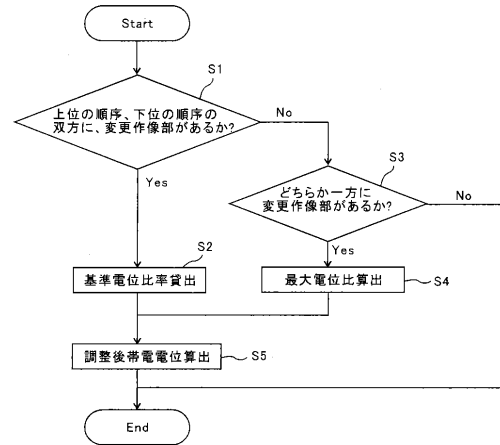 Start
S1
上位の順序、下位の順序の
双方に、変更作像部があるか?
No
Yes
S3
どちらか一方に
変更作像部があるか?
No
Yes
S2
基準電位比率貸出
最大電位比算出
S4
調整後帯電電位算出
S5
End